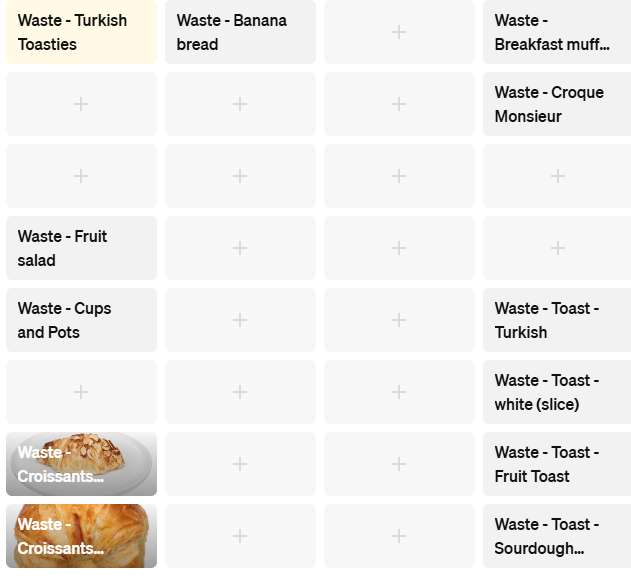 Waste - Turkish
Toasties
Waste - Banana
bread
Waste -
Breakfast muff...
Waste - Croque
Monsieur
Waste - Fruit
salad
Waste - Cups
and Pots
Waste - Toast -
Turkish
Waste - Toast -
white (slice)
Waste -
Croissants...
Waste - Toast -
Fruit Toast
Waste -
Croissants...
Waste - Toast -
Sourdough...